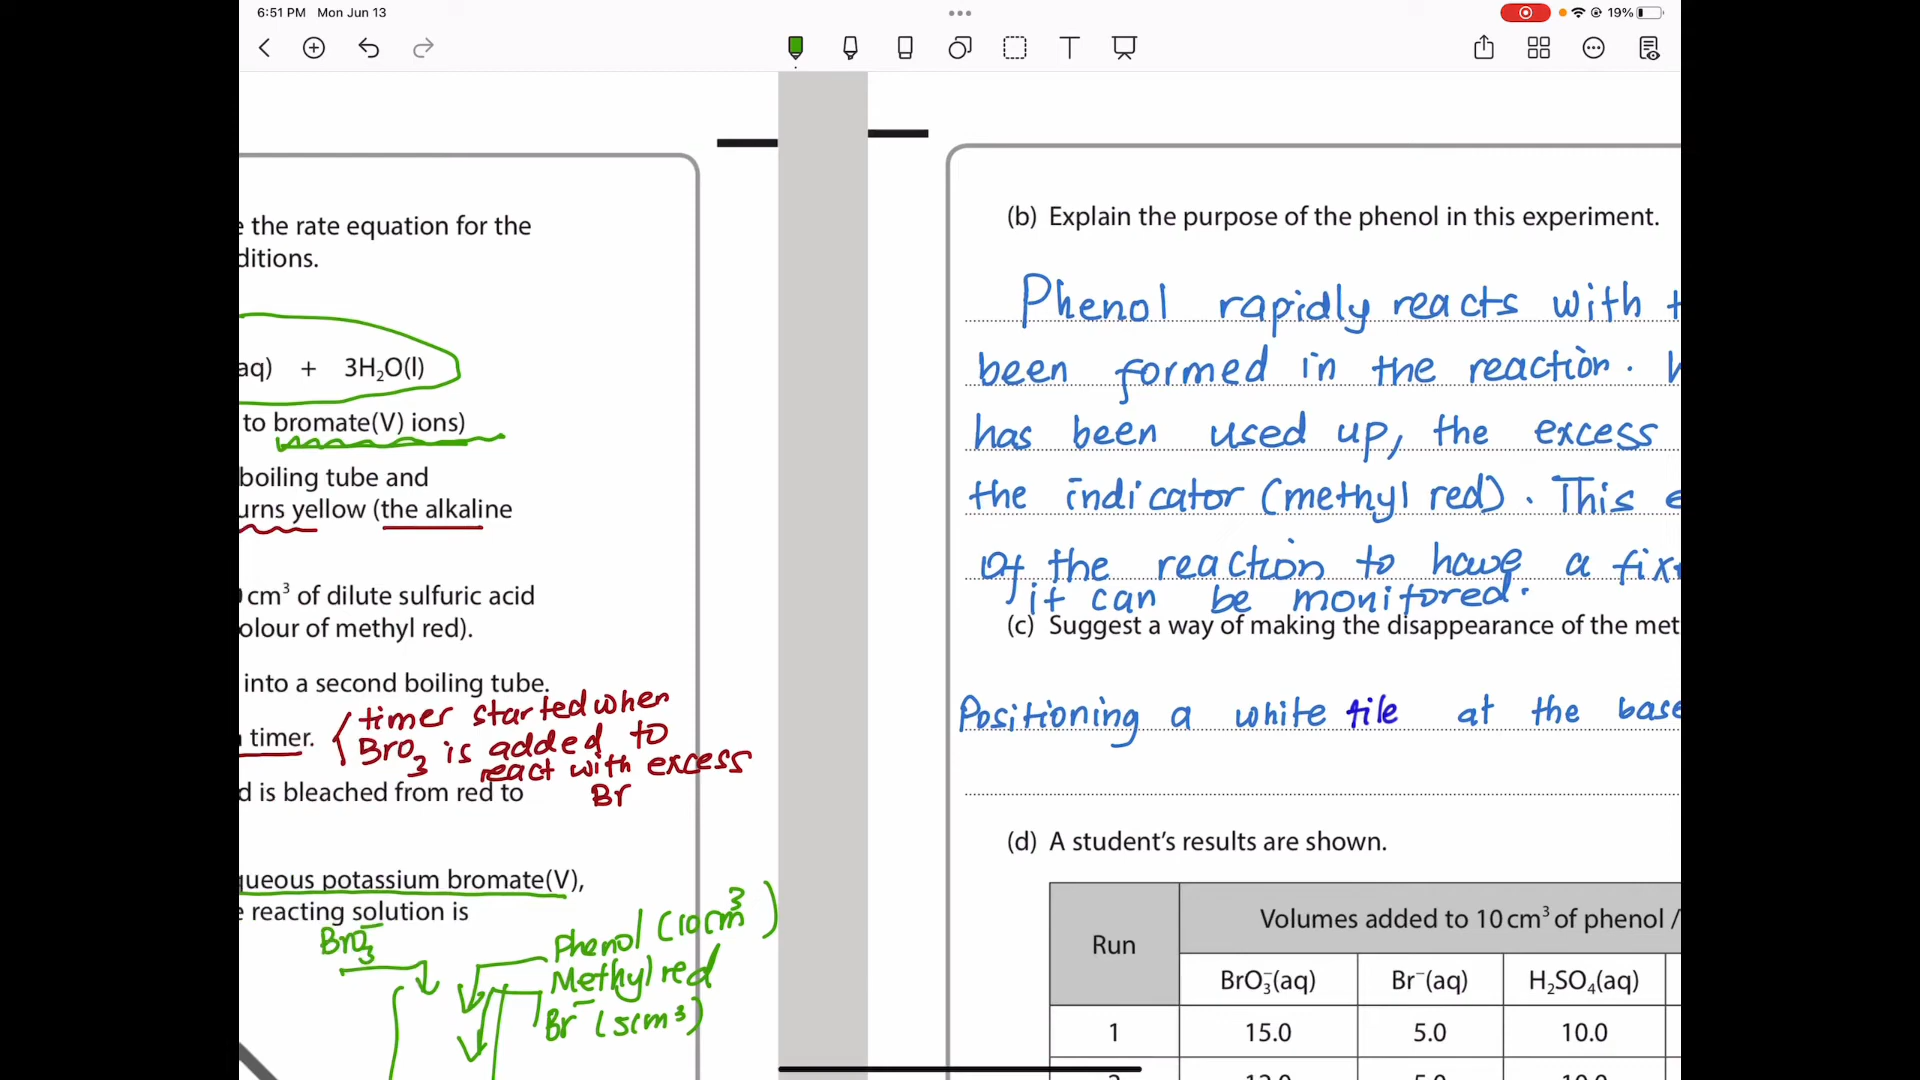 6:51 PM Mon Jun 13
19%
the rate equation for the
ditions.
aq) + 3H₂O(l)
to bromate(V) ions)
boiling tube and
urns yellow (the alkaline
cm³ of dilute sulfuric acid
olour of methyl red).
into a second boiling tube.
timer.
timer started when
BrO₃ is added to
react with excess
Br
d is bleached from red to
queous potassium bromate(V),
reacting solution is
BrO₃⁻
Phenol (10cm³)
Methyl red
Br⁻ (5cm³)
(b) Explain the purpose of the phenol in this experiment.
Phenol rapidly reacts with
been formed in the reaction.
has been used up, the excess
the indicator (methyl red). This
of the reaction to have a fix
it can be monitored.
(c) Suggest a way of making the disappearance of the met
Positioning a white tile at the base
(d) A student's results are shown.
Run Volumes added to 10 cm³ of phenol /
BrO₃⁻(aq) Br⁻(aq) H₂SO₄(aq)
1 15.0 5.0 10.0